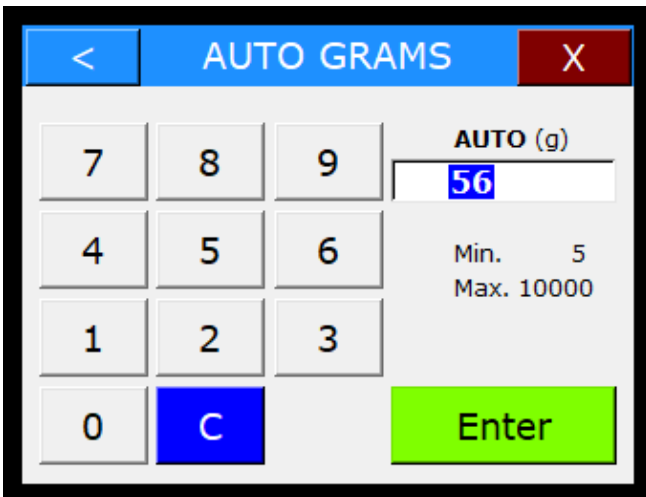 < AUTO GRAMS X
AUTO (g)
7 8 9
56
4 5 6
Min. 5
Max. 10000
1 2 3
0 C Enter